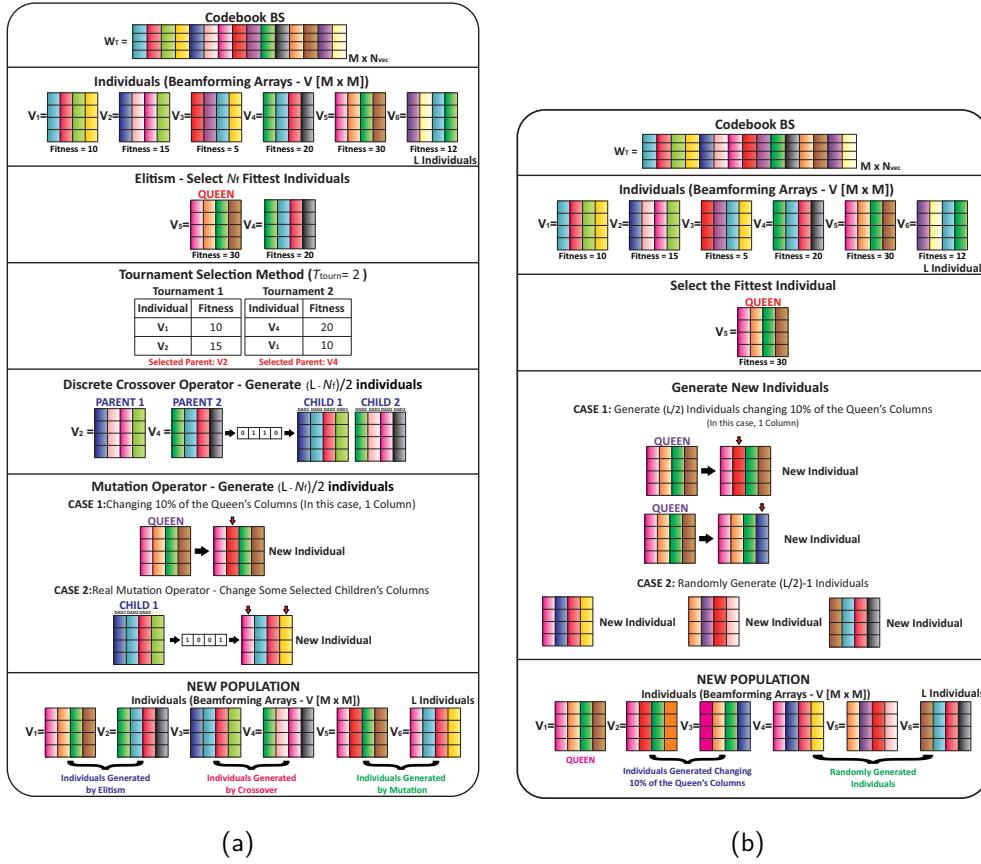 Codebook BS
WT =
M x Nvec
Individuals (Beamforming Arrays - V [M x M])
V1= V2= V3= V4= V5= V6=
Fitness = 10 Fitness = 15 Fitness = 5 Fitness = 20 Fitness = 30 Fitness = 12
L Individuals
Elitism - Select Nf Fittest Individuals
QUEEN
V5= V4=
Fitness = 30 Fitness = 20
Tournament Selection Method (Ttourn= 2 )
Tournament 1 Tournament 2
Individual Fitness Individual Fitness
V1 10 V4 20
V2 15 V1 10
Selected Parent: V2 Selected Parent: V4
Discrete Crossover Operator - Generate (L - Nf)/2 individuals
PARENT 1 PARENT 2 CHILD 1 CHILD 2
DAD1 DAD2 DAD2 DAD1 DAD2 DAD1 DAD1 DAD2
V2= V4= 0 1 1 0
Mutation Operator - Generate (L - Nf)/2 individuals
CASE 1:Changing 10% of the Queen's Columns (In this case, 1 Column)
QUEEN
New Individual
CASE 2:Real Mutation Operator - Change Some Selected Children's Columns
CHILD 1
DAD1 DAD2 DAD2
1 0 0 1 New Individual
NEW POPULATION
Individuals (Beamforming Arrays - V [M x M]) L Individuals
V1= V2= V3= V4= V5= V6=
Individuals Generated Individuals Generated Individuals Generated
by Elitism by Crossover by Mutation
(a)
Codebook BS
WT =
M x Nvec
Individuals (Beamforming Arrays - V [M x M])
V1= V2= V3= V4= V5= V6=
Fitness = 10 Fitness = 15 Fitness = 5 Fitness = 20 Fitness = 30 Fitness = 12
L Individual
Select the Fittest Individual
QUEEN
V5=
Fitness = 30
Generate New Individuals
CASE 1: Generate (L/2) Individuals changing 10% of the Queen's Columns
(In this case, 1 Column)
QUEEN
New Individual
QUEEN
New Individual
CASE 2: Randomly Generate (L/2)-1 Individuals
New Individual New Individual New Individual
NEW POPULATION
Individuals (Beamforming Arrays - V [M x M]) L Individuals
V1= V2= V3= V4= V5= V6=
QUEEN
Individuals Generated Changing Randomly Generated
10% of the Queen's Columns Individuals
(b)